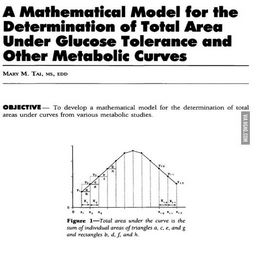 A Mathematical Model for the
Determination of Total Area
Under Glucose Tolerance and
Other Metabolic Curves
MARY M. TAI, MS, EDD
OBJECTIVE— To develop a mathematical model for the determination of total
areas under curves from various metabolic studies.
VIA 9GAG.COM
Figure 1—Total area under the curve is the
sum of individual areas of triangles a, c, e, and g
and rectangles b, d, f, and h.